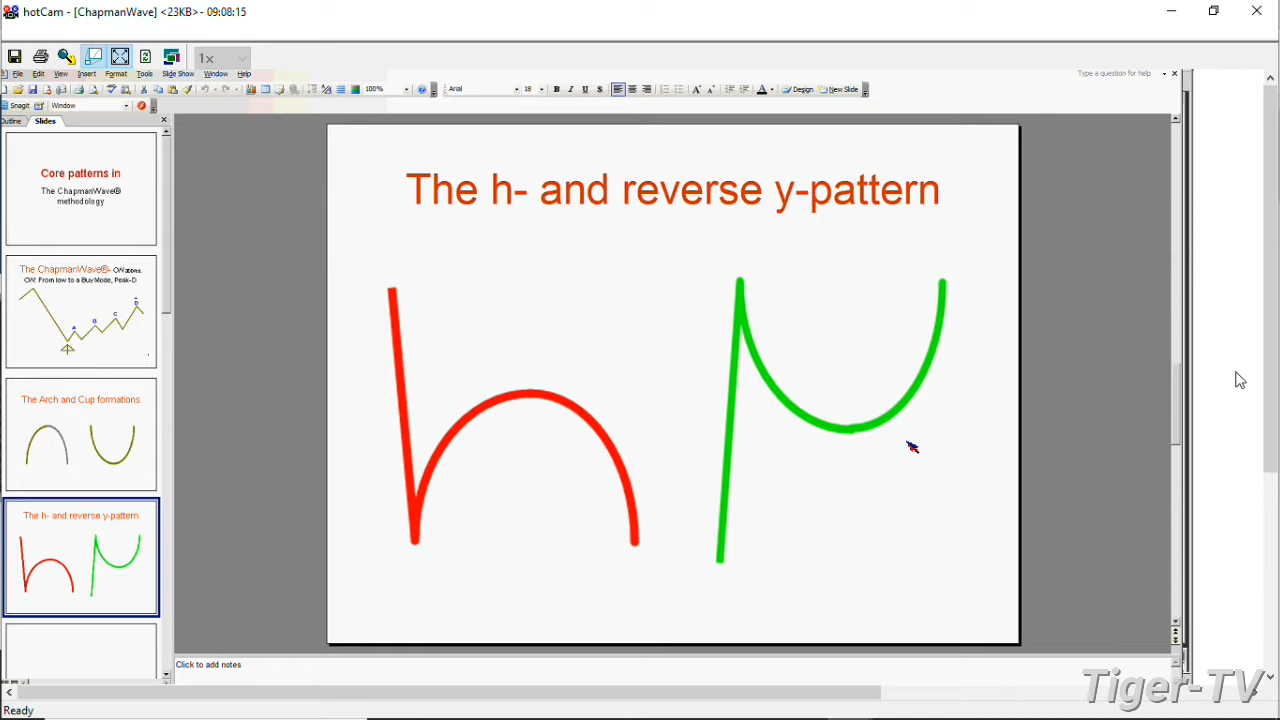 hotCam - [ChapmanWave] <23KB>- 09:08:15
1x
File Edit View Insert Format Tools Slide Show Window Help
Type a question for help
100%
Arial
18
B I U S
A
Design
New Slide
Snagit
Window
Outline Slides
Core patterns in
The ChapmanWave®
methodology
The ChapmanWave®-
CW: From low to a Buy Mode, Peak-D
A B C D
The Arch and Cup formations
The h- and reverse y-pattern
The h- and reverse y-pattern
Click to add notes
Ready
Tiger-TV